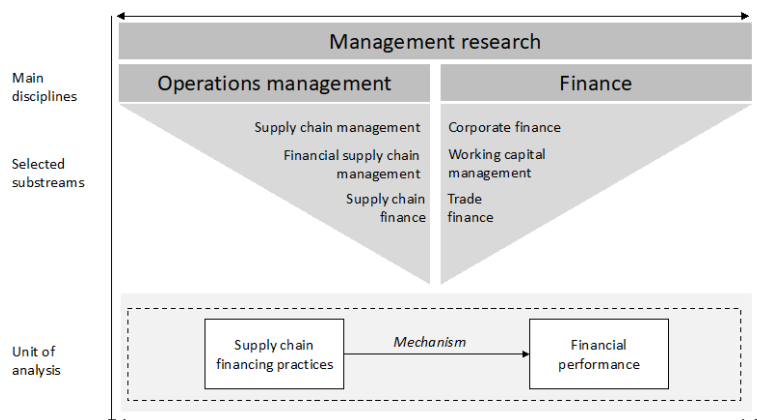 Management research
Main
disciplines
Operations management
Finance
Selected
substreams
Supply chain management
Financial supply chain
management
Supply chain
finance
Corporate finance
Working capital
management
Trade
finance
Unit of
analysis
Supply chain
financing practices
Mechanism
Financial
performance